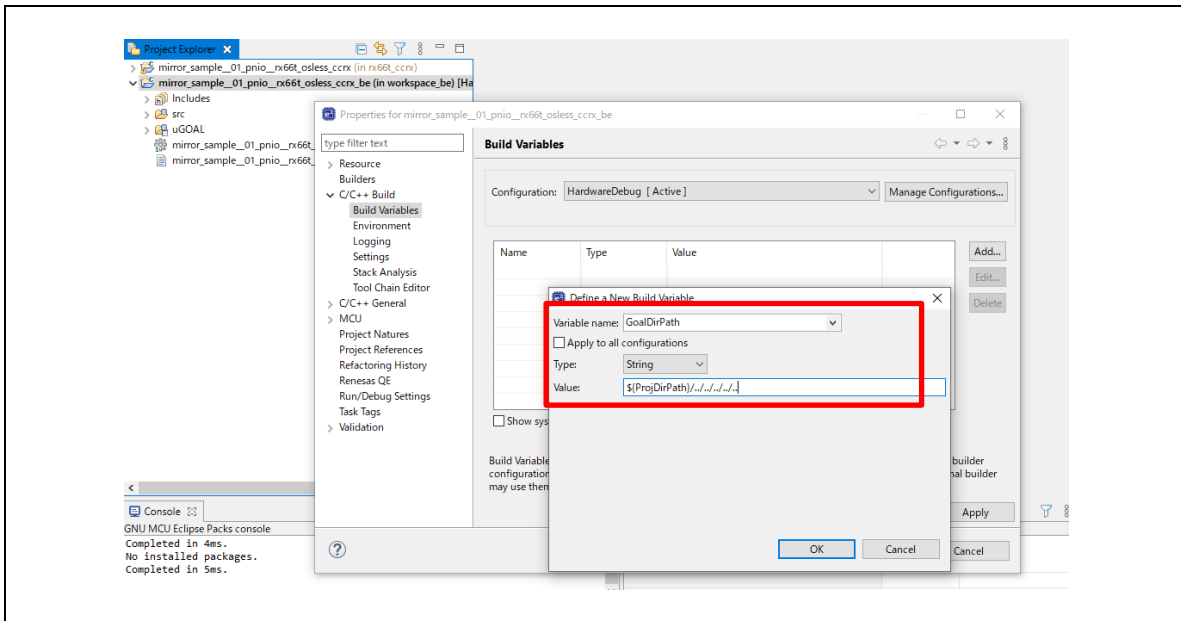 Project Explorer
mirror_sample__01_pnio__rx66t_osless_ccrx (in rx66t_ccrx)
mirror_sample__01_pnio__rx66t_osless_ccrx_be (in workspace_be) [Ha
Includes
src
uGOAL
mirror_sample__01_pnio__rx66t_
mirror_sample__01_pnio__rx66t_
Properties for mirror_sample__01_pnio__rx66t_osless_ccrx_be
type filter text
Resource
Builders
C/C++ Build
Build Variables
Environment
Logging
Settings
Stack Analysis
Tool Chain Editor
C/C++ General
MCU
Project Natures
Project References
Refactoring History
Renesas QE
Run/Debug Settings
Task Tags
Validation
Build Variables
Configuration: HardwareDebug [ Active ]
Manage Configurations...
Name Type Value
Add...
Edit...
Delete
Define a New Build Variable
Variable name: GoalDirPath
Apply to all configurations
Type: String
Value: ${ProjDirPath}/../../../../..
OK Cancel
Show sys
Build Variable
configuration
may use then
builder
nal builder
Apply
Cancel
Console
GNU MCU Eclipse Packs console
Completed in 4ms.
No installed packages.
Completed in 5ms.